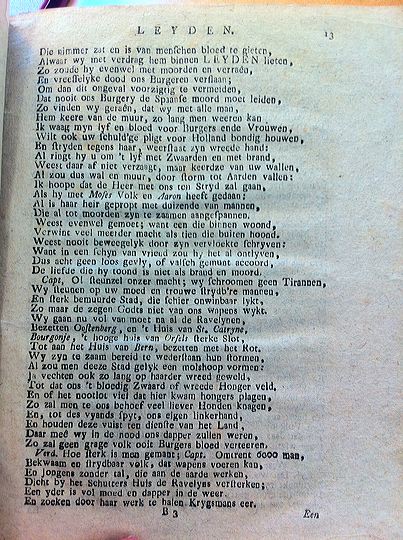 LEYDEN. 13
Die nimmer zat en is van menschen bloed te gieten,
Alwaar wy met verdrag hem binnen LEYDEN lieten,
Zo zoude hy evenwel met moorden en verraên,
En vreesselyke dood ons Burgeren verslaan;
Om dan dit ongeval voorzigtig te vermeiden,
Dat nooit ons Burgery de Spaanse moord moet leiden,
Zo vinden wy geraên, dat wy met alle man,
Hem keere van de muur, zo lang men weeren kan
Ik waag myn lyf en bloed voor Burgers ende Vrouwen,
Wilt ook uw schuld'ge pligt voor Holland bondig houwen,
En stryden tegens haar, weerstaat zyn wreede hand:
Al ringt hy u om 't lyf met Zwaarden en met brand,
Weest daar af niet verzaagt, maar keerdze van uw wallen,
Al zou dus wal en muur, door storm tot Aarden vallen:
Ik hoope dat de Heer met ons ten Stryd zal gaan,
Als hy met Moses Volk en Aaron heeft gedaan:
Al is haar heir gepropt met duizende van mannen,
Die al tot moorden zyn te zaamen aangespannen.
Weest evenwel gemoet; want een die binnen woond,
Verwint veel meerder macht als tien die buiten hoond.
Weest nooit beweegelyk door zyn vervloekte schryven:
Want in een schyn van vriend zou hy het al ontlyven,
Dus acht geen loos gevly, of valsch gemunt accoord,
De liefde die hy toond is niet als brand en moord.
Capt. O! steunzel onzer macht; wy schroomen geen Tirannen,
Wy steunen op uw moed en trouwe strydb're mannen,
En sterk bemuurde Stad, die schier onwinbaar lykt,
Zo maar de zegen Godts niet van ons wapens wykt.
Wy gaan nu vol van moet na al de Ravelynen,
Bezetten Oostenberg, en 't Huis van St. Catryne,
Bourgonje, 't hooge huis van Orsels sterke Slot,
Tot aan het Huis van Bern, bezetten met het Rot.
Wy zyn te zaam bereid te wederstaan hun stormen,
Al zou men deeze Stad gelyk een molshoop vormen:
Ja vechten ook zo lang op haarder wreed geweld,
Tot dat ons 't bloedig Zwaard of wreede Honger veld.
En of het nootlot viel dat hier kwam hongers plagen,
Zo zal men te ons behoef veel liever Honden knagen,
En, tot des vyands spyt, ons eigen linkerhand,
En houden deze vuist ten dienste van het Land,
Daar meê wy in de nood ons dapper zullen weren,
Zo zal geen grage volk ooit Burgers bloed verteeren.
Verd. Hoe sterk is men gemant; Capt. Omtrent 6000 man,
Bekwaam en strydbaar volk, dat wapens voeren kan,
En Jongens zonder tal, die aan de aarde werken,
Dicht by het Schutters Huis de Ravelyns versterken;
Een yder is vol moed en dapper in de weer.
En zoeken door haar werk te halen Krygsmans eer.
B 3 Een